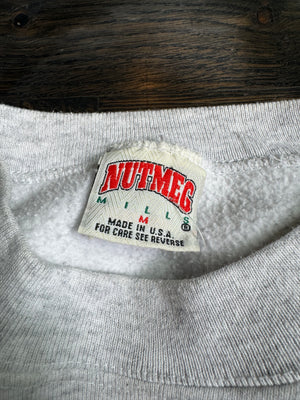 NUTMEG
MILLS
M
MADE IN U.S.A.
FOR CARE SEE REVERSE